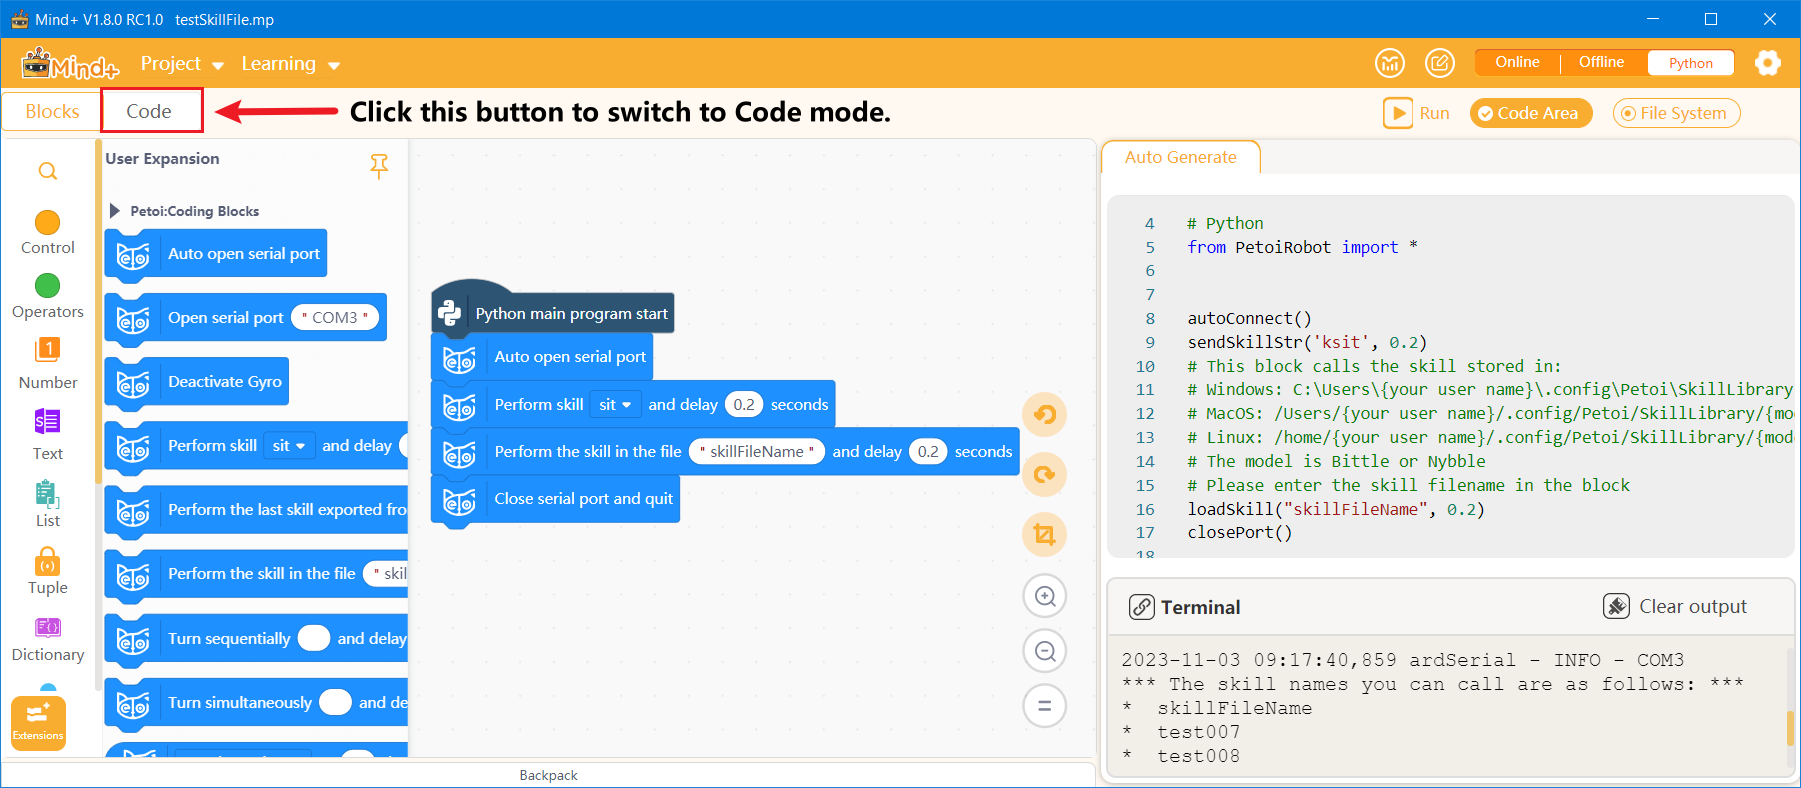 Mind+ V1.8.0 RC1.0 testSkillFile.mp
Mind+ Project Learning
Online Offline Python
Blocks Code
Click this button to switch to Code mode.
Run Code Area File System
Control
Operators
1
Number
Text
List
Tuple
Dictionary
Extensions
User Expansion
Petoi:Coding Blocks
Auto open serial port
Open serial port " COM3 "
Deactivate Gyro
Perform skill sit and delay
Perform the last skill exported fro
Perform the skill in the file " skil
Turn sequentially and delay
Turn simultaneously and de
Python main program start
Auto open serial port
Perform skill sit and delay 0.2 seconds
Perform the skill in the file " skillFileName " and delay 0.2 seconds
Close serial port and quit
Backpack
Auto Generate
4 # Python
5 from PetoiRobot import *
6
7
8 autoConnect()
9 sendSkillStr('ksit', 0.2)
10 # This block calls the skill stored in:
11 # Windows: C:\Users\{your user name}\.config\Petoi\SkillLibrary
12 # MacOS: /Users/{your user name}/.config/Petoi/SkillLibrary/{mo
13 # Linux: /home/{your user name}/.config/Petoi/SkillLibrary/{mod
14 # The model is Bittle or Nybble
15 # Please enter the skill filename in the block
16 loadSkill("skillFileName", 0.2)
17 closePort()
18
Terminal Clear output
2023-11-03 09:17:40,859 ardSerial - INFO - COM3
*** The skill names you can call are as follows: ***
* skillFileName
* test007
* test008